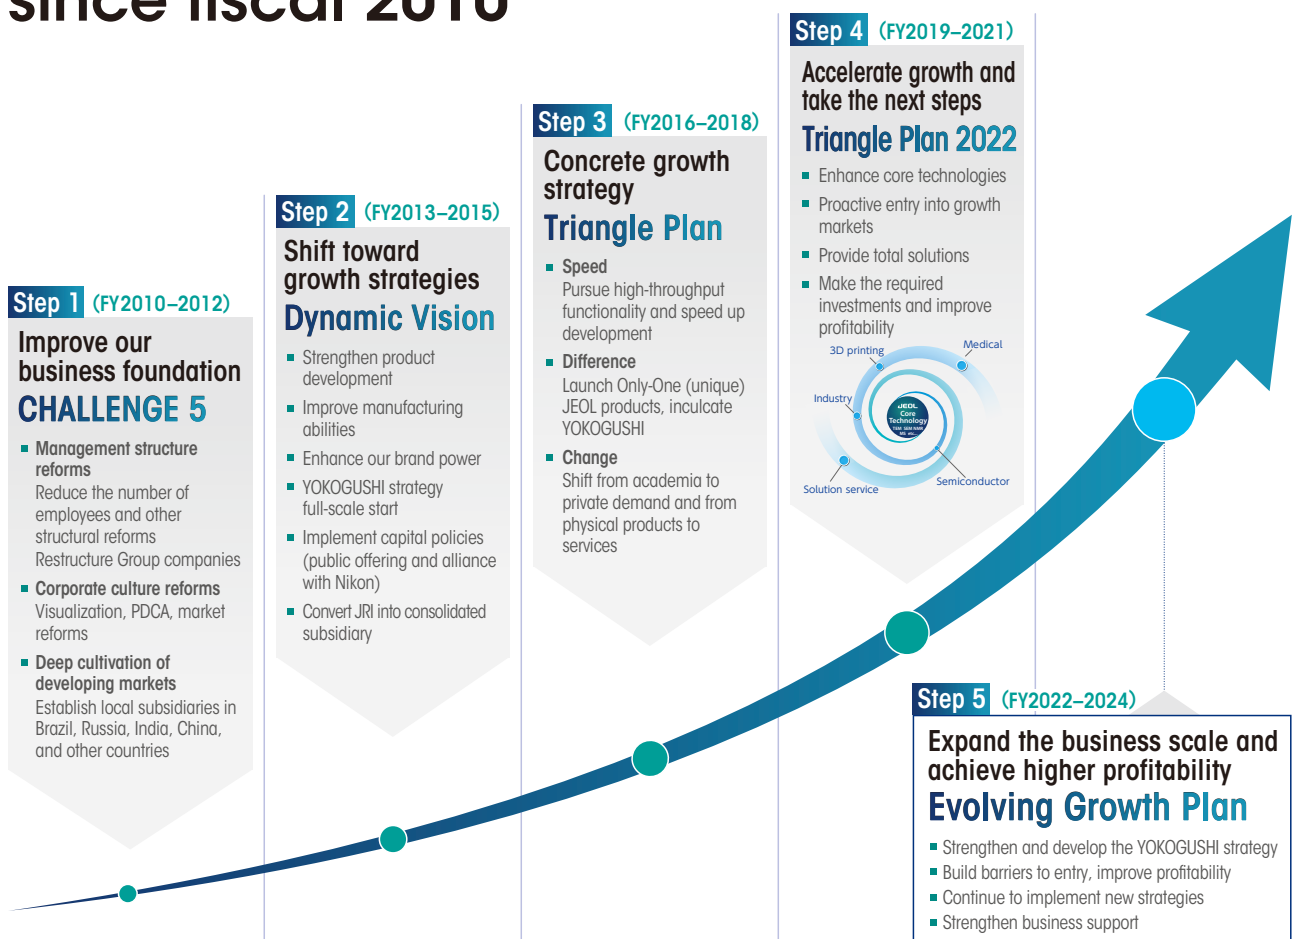 since fiscal 2010
Step 1 (FY2010–2012)
Improve our
business foundation
CHALLENGE 5
Management structure
reforms
Reduce the number of
employees and other
structural reforms
Restructure Group companies
Corporate culture reforms
Visualization, PDCA, market
reforms
Deep cultivation of
developing markets
Establish local subsidiaries in
Brazil, Russia, India, China,
and other countries
Step 2 (FY2013–2015)
Shift toward
growth strategies
Dynamic Vision
Strengthen product
development
Improve manufacturing
abilities
Enhance our brand power
YOKOGUSHI strategy
full-scale start
Implement capital policies
(public offering and alliance
with Nikon)
Convert JRI into consolidated
subsidiary
Step 3 (FY2016–2018)
Concrete growth
strategy
Triangle Plan
Speed
Pursue high-throughput
functionality and speed up
development
Difference
Launch Only-One (unique)
JEOL products, inculcate
YOKOGUSHI
Change
Shift from academia to
private demand and from
physical products to
services
Step 4 (FY2019–2021)
Accelerate growth and
take the next steps
Triangle Plan 2022
Enhance core technologies
Proactive entry into growth
markets
Provide total solutions
Make the required
investments and improve
profitability
3D printing
Medical
Industry
JEOL
Core
Technology
TEM SEM NMR
MS etc...
Solution service
Semiconductor
Step 5 (FY2022–2024)
Expand the business scale and
achieve higher profitability
Evolving Growth Plan
Strengthen and develop the YOKOGUSHI strategy
Build barriers to entry, improve profitability
Continue to implement new strategies
Strengthen business support